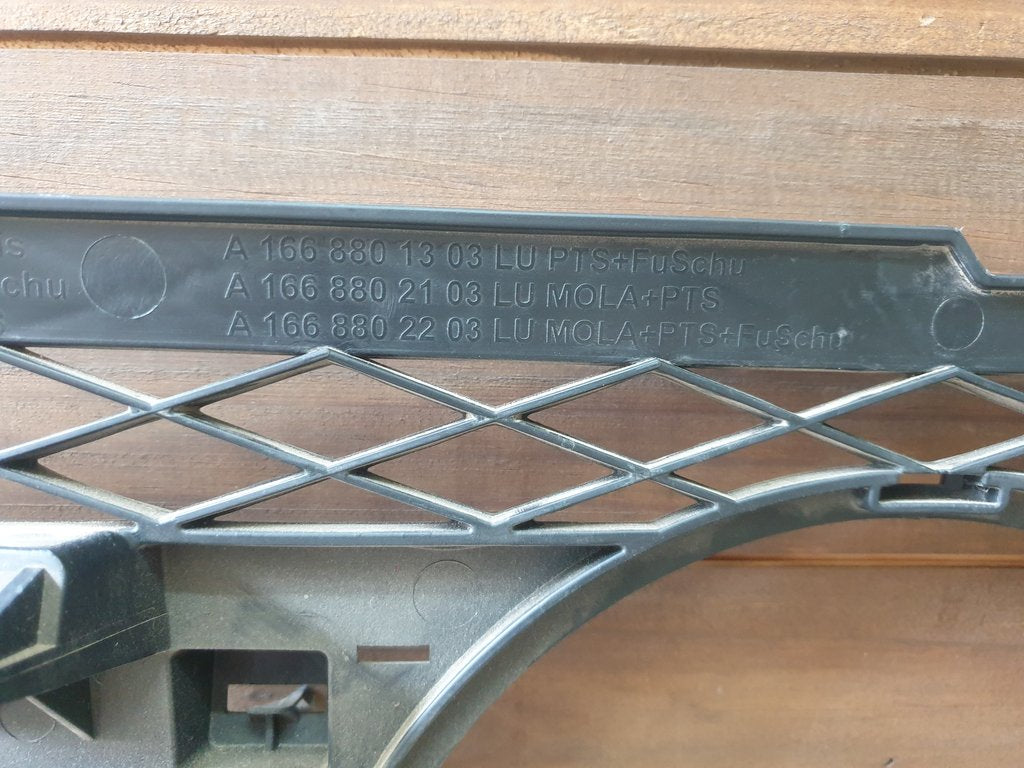 A 166 880 13 03 LU PTS+FuSchu
chu A 166 880 21 03 LU MOLA+PTS
A 166 880 22 03 LU MOLA+PTS+FuSchu